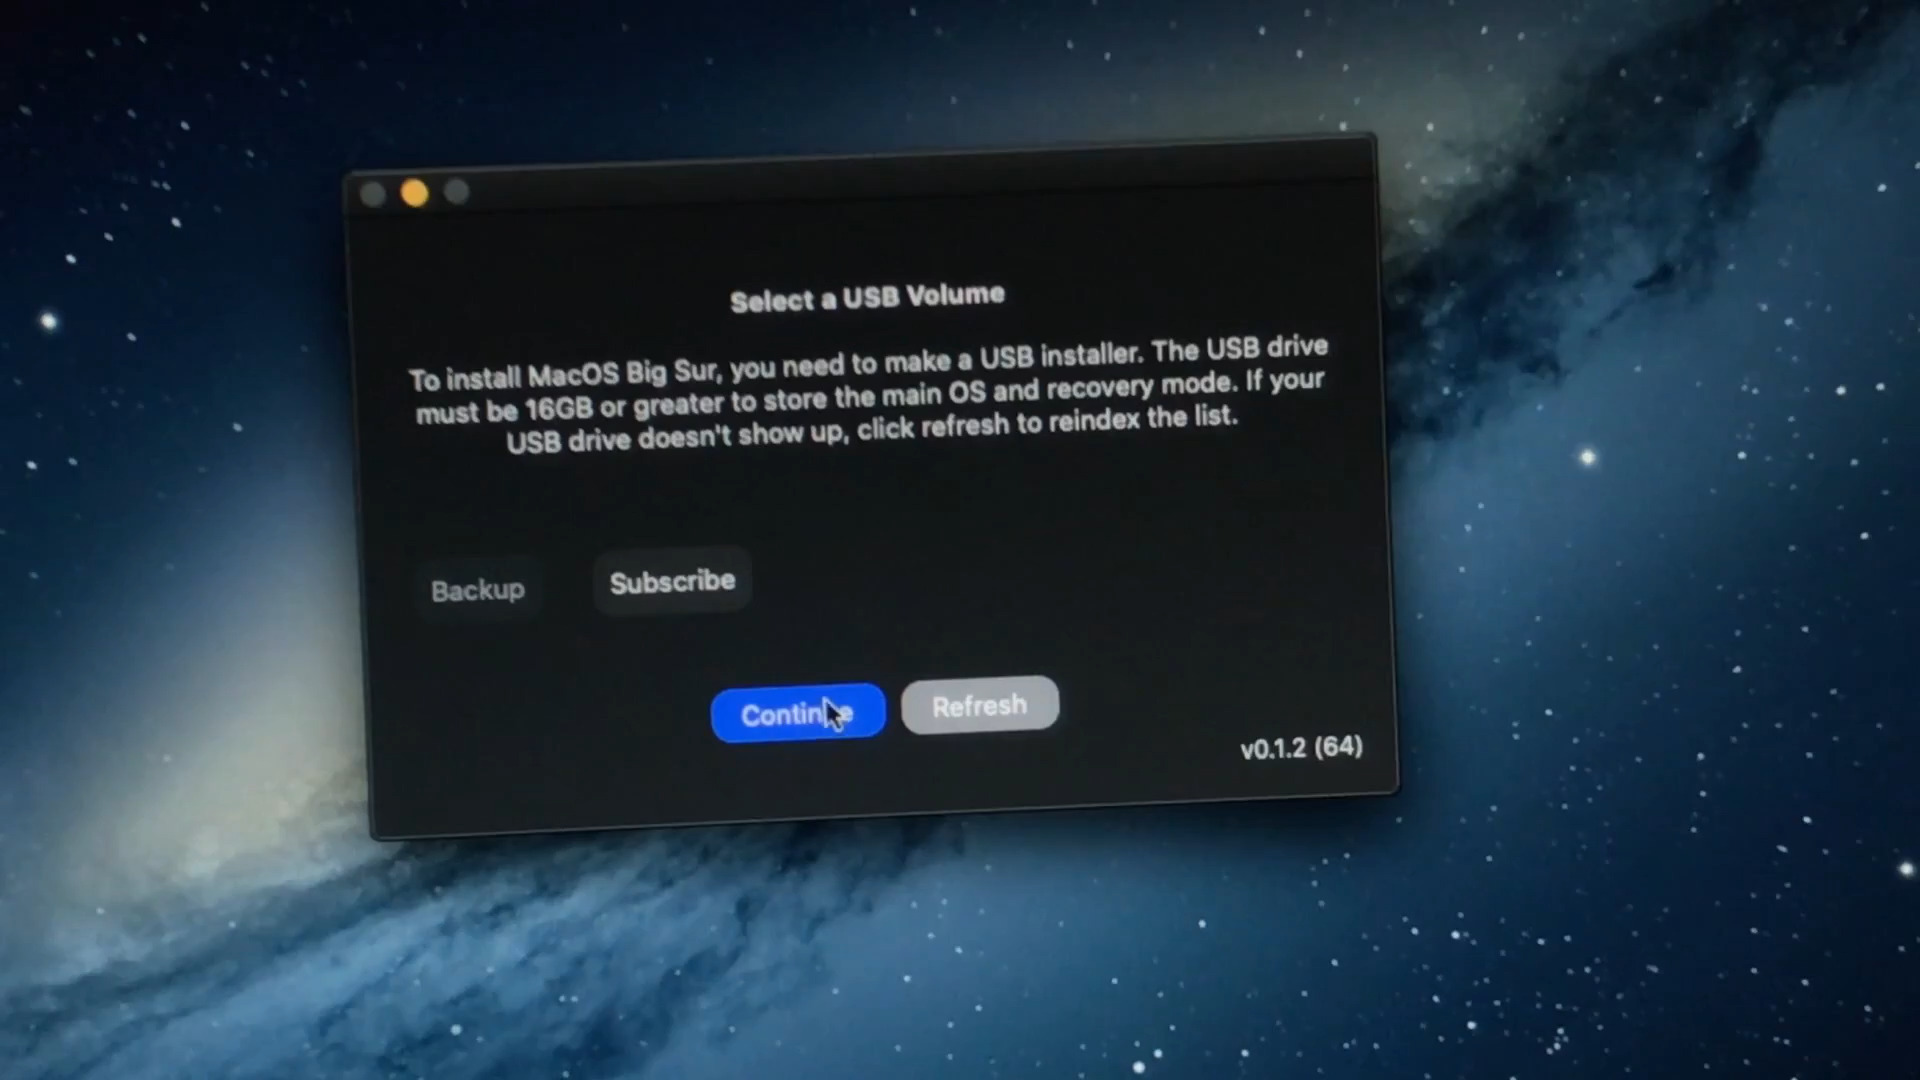 Select a USB Volume
To install MacOS Big Sur, you need to make a USB installer. The USB drive
must be 16GB or greater to store the main OS and recovery mode. If your
USB drive doesn't show up, click refresh to reindex the list.
Backup
Subscribe
Continue
Refresh
v0.1.2 (64)